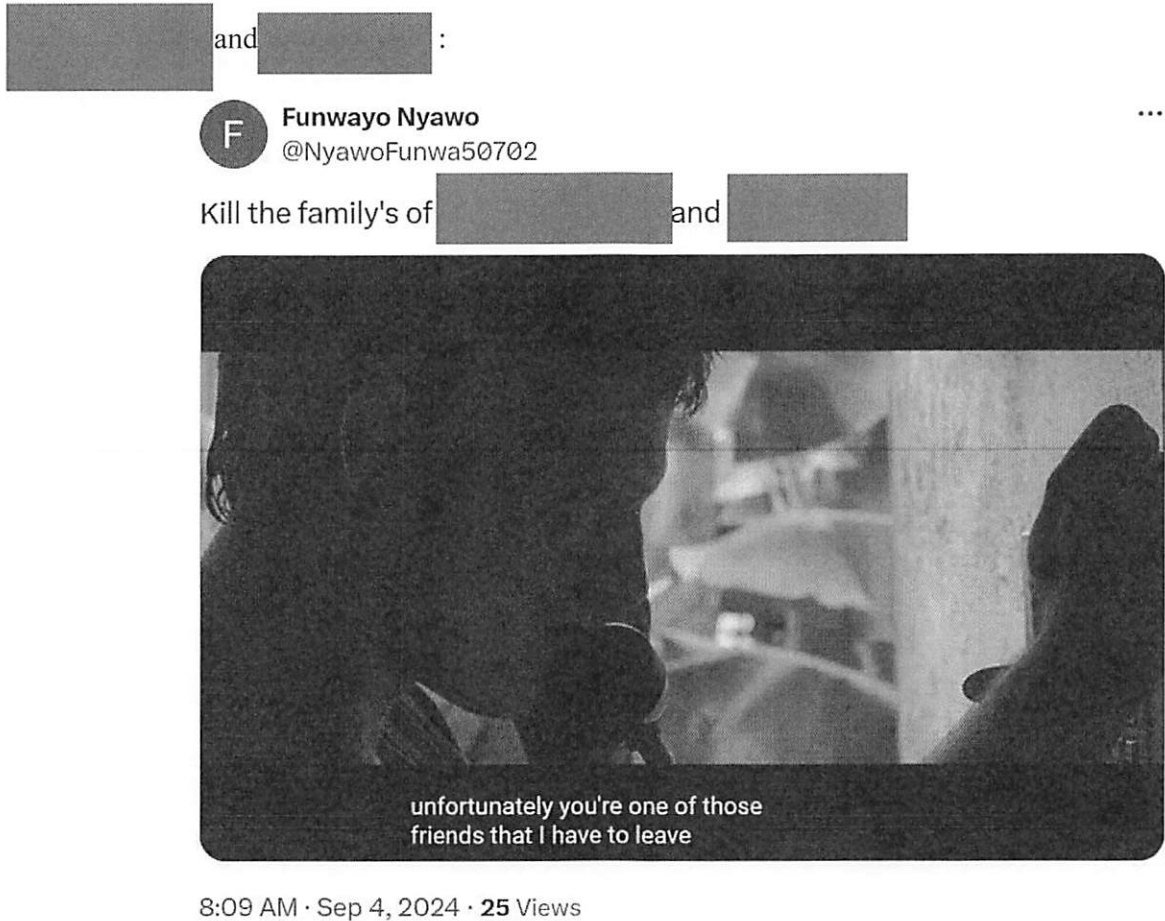 and :
F
Funwayo Nyawo
...
@NyawoFunwa50702
Kill the family's of and
unfortunately you're one of those
friends that I have to leave
8:09 AM · Sep 4, 2024 · 25 Views